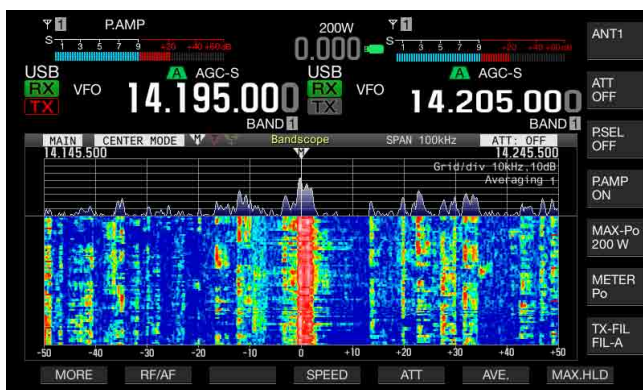 1 P.AMP 200W 1 ANT1
S 1 3 5 7 9 +20 +40 +60dB 0.000 S 1 3 5 7 9 +20 +40 +60dB
USB A AGC-S USB A AGC-S ATT OFF
RX TX VFO 14.195.000 RX TX VFO 14.205.000
BAND 1 BAND 1 P.SEL OFF
MAIN CENTER MODE M Bandscope SPAN 100kHz ATT: OFF
14.145.500 M 14.245.500
Grid/div 10kHz,10dB P.AMP ON
Averaging 1
MAX-Po 200 W
METER Po
TX-FIL FIL-A
-50 -40 -30 -20 -10 0 +10 +20 +30 +40 +50
MORE RF/AF SPEED ATT AVE. MAX.HLD